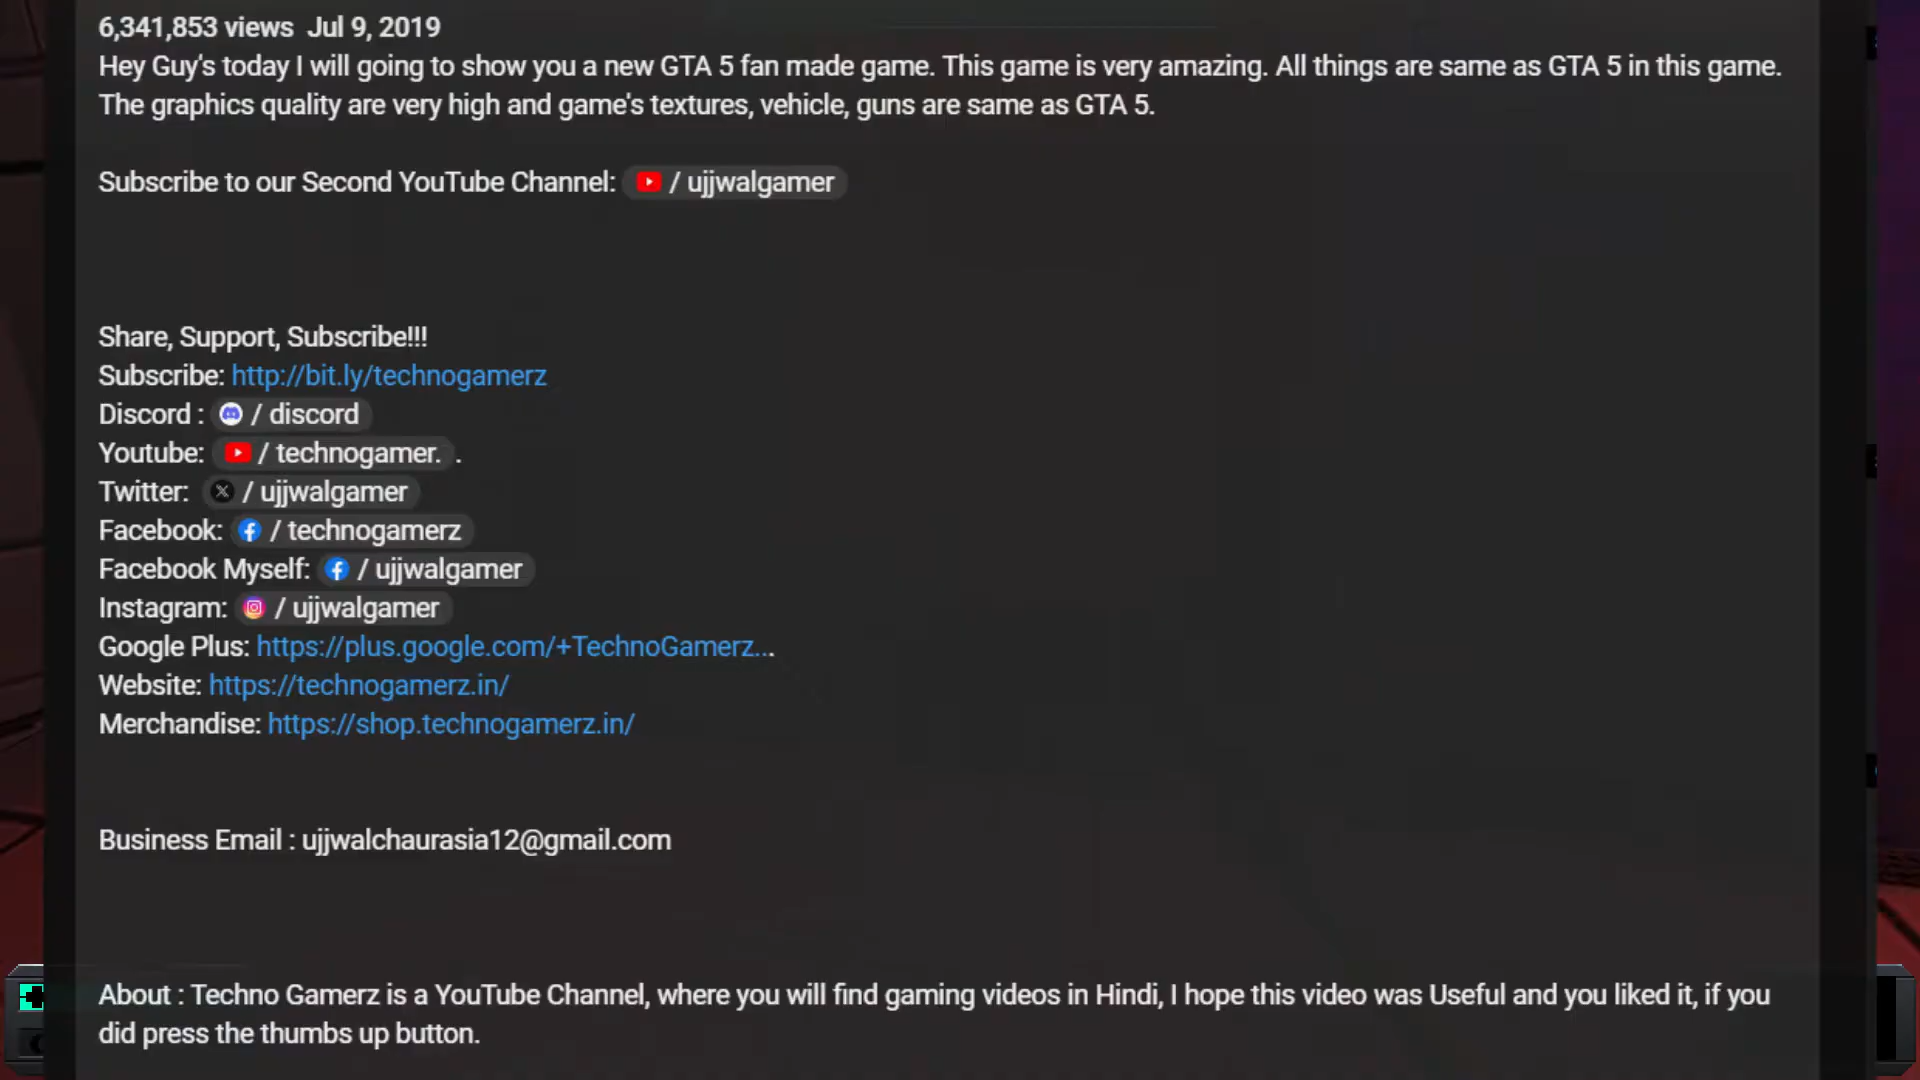 6,341,853 views  Jul 9, 2019
Hey Guy's today I will going to show you a new GTA 5 fan made game. This game is very amazing. All things are same as GTA 5 in this game.
The graphics quality are very high and game's textures, vehicle, guns are same as GTA 5.
Subscribe to our Second YouTube Channel: / ujjwalgamer
Share, Support, Subscribe!!!
Subscribe: http://bit.ly/technogamerz
Discord : / discord
Youtube: / technogamer. .
Twitter: / ujjwalgamer
Facebook: / technogamerz
Facebook Myself: / ujjwalgamer
Instagram: / ujjwalgamer
Google Plus: https://plus.google.com/+TechnoGamerz...
Website: https://technogamerz.in/
Merchandise: https://shop.technogamerz.in/
Business Email : ujjwalchaurasia12@gmail.com
About : Techno Gamerz is a YouTube Channel, where you will find gaming videos in Hindi, I hope this video was Useful and you liked it, if you
did press the thumbs up button.